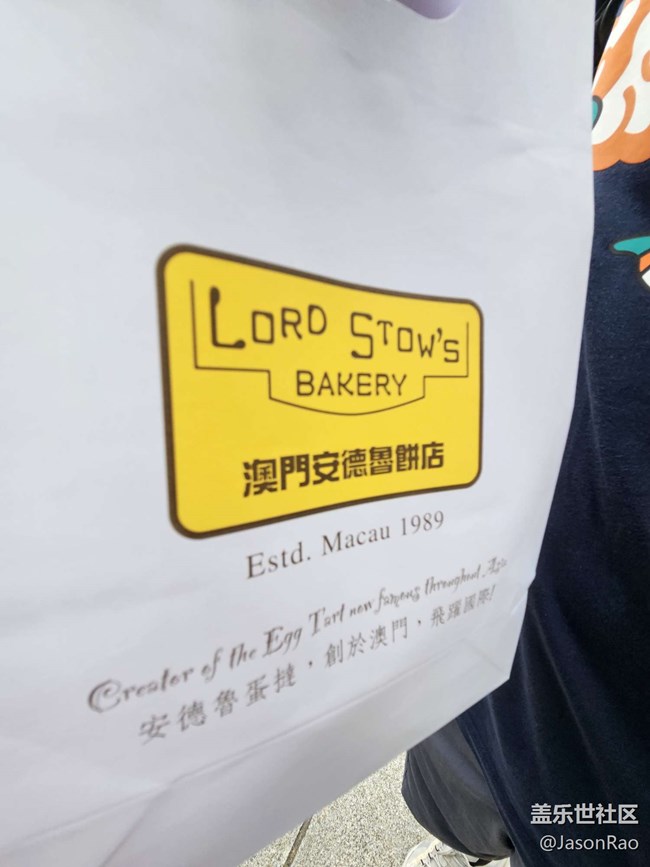 LORD STOW'S
BAKERY
澳門安德魯餅店
Estd. Macau 1989
Creator of the Egg Tart now famous throughout Asia
安德魯蛋撻，創於澳門，飛躍國際!
盖乐世社区
@JasonRao